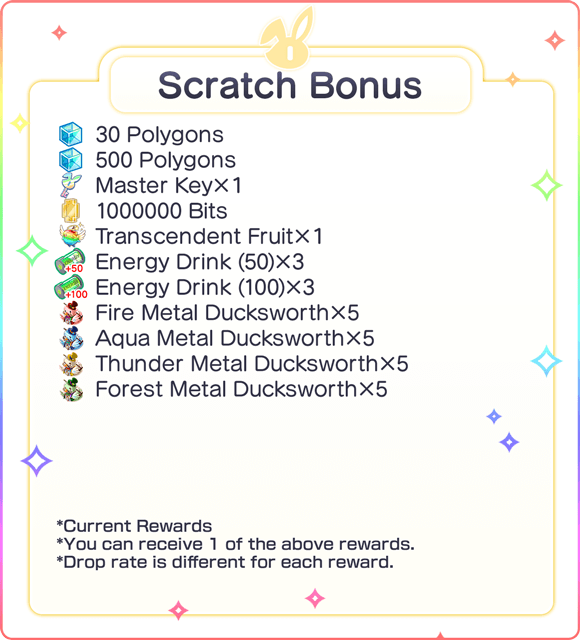 Scratch Bonus
30 Polygons
500 Polygons
Master Key×1
1000000 Bits
Transcendent Fruit×1
+50 Energy Drink (50)×3
+100 Energy Drink (100)×3
Fire Metal Ducksworth×5
Aqua Metal Ducksworth×5
Thunder Metal Ducksworth×5
Forest Metal Ducksworth×5
*Current Rewards
*You can receive 1 of the above rewards.
*Drop rate is different for each reward.